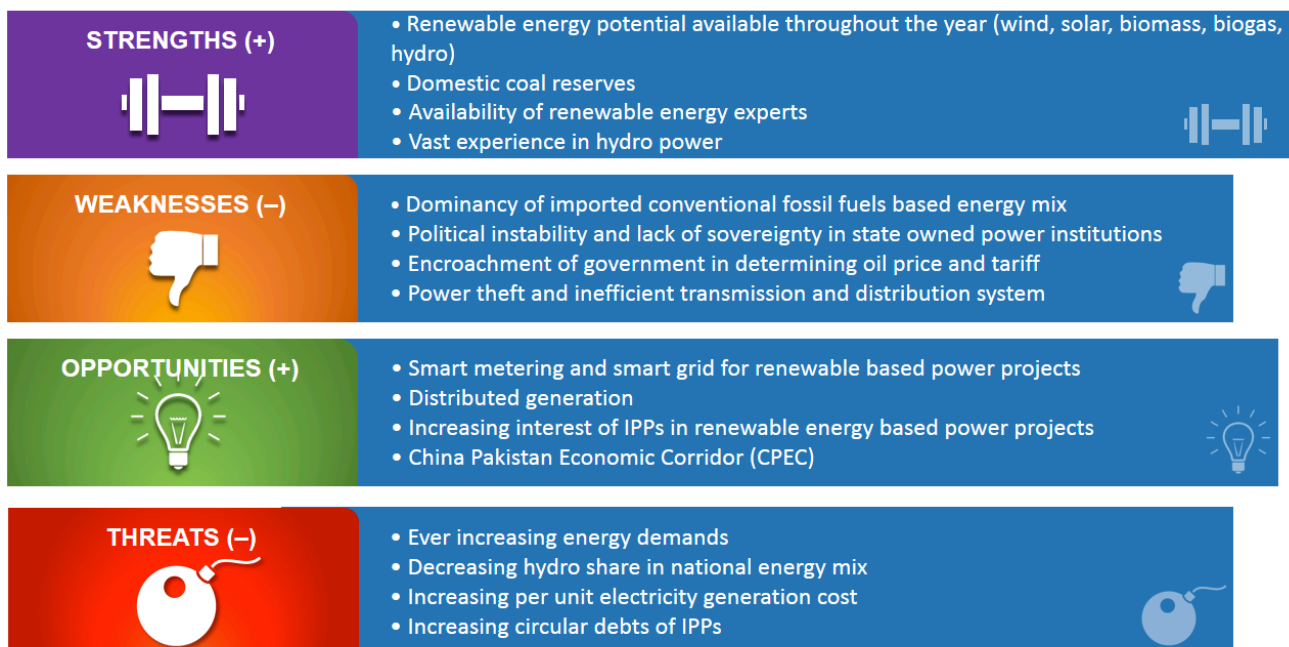 STRENGTHS (+)
• Renewable energy potential available throughout the year (wind, solar, biomass, biogas,
hydro)
• Domestic coal reserves
• Availability of renewable energy experts
• Vast experience in hydro power
WEAKNESSES (–)
• Dominancy of imported conventional fossil fuels based energy mix
• Political instability and lack of sovereignty in state owned power institutions
• Encroachment of government in determining oil price and tariff
• Power theft and inefficient transmission and distribution system
OPPORTUNITIES (+)
• Smart metering and smart grid for renewable based power projects
• Distributed generation
• Increasing interest of IPPs in renewable energy based power projects
• China Pakistan Economic Corridor (CPEC)
THREATS (–)
• Ever increasing energy demands
• Decreasing hydro share in national energy mix
• Increasing per unit electricity generation cost
• Increasing circular debts of IPPs